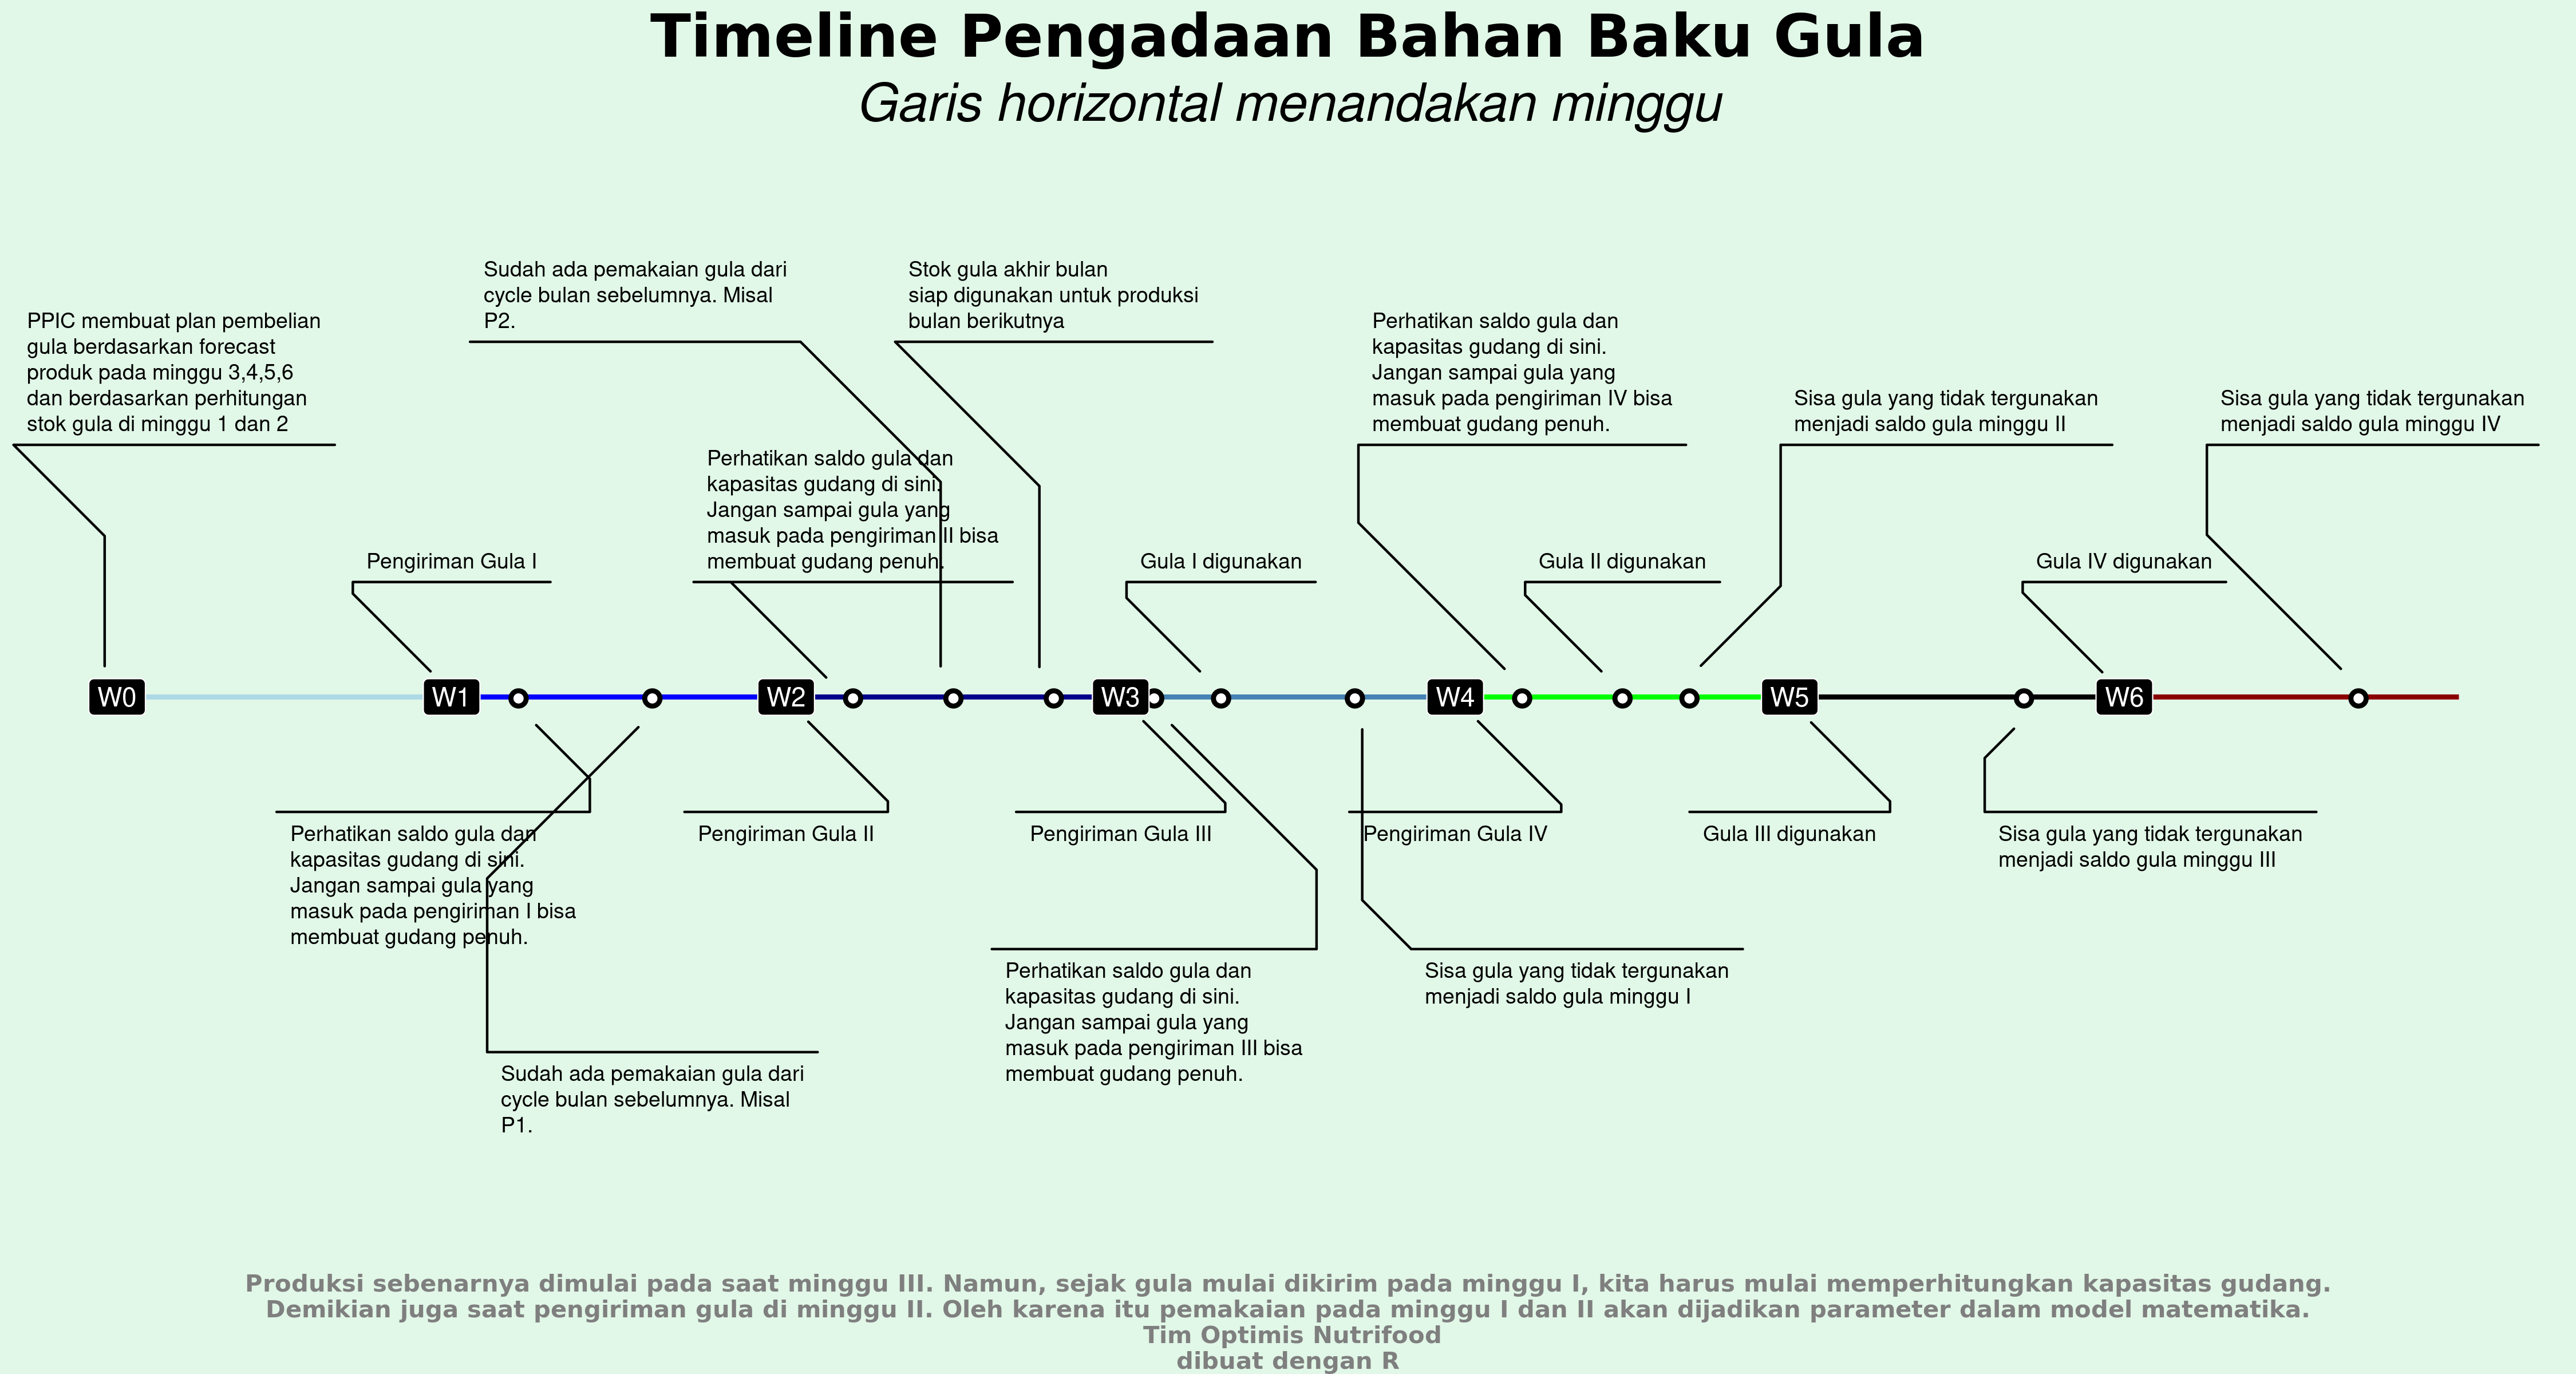 Timeline Pengadaan Bahan Baku Gula
Garis horizontal menandakan minggu
PPIC membuat plan pembelian
gula berdasarkan forecast
produk pada minggu 3,4,5,6
dan berdasarkan perhitungan
stok gula di minggu 1 dan 2
Sudah ada pemakaian gula dari
cycle bulan sebelumnya. Misal
P2.
Stok gula akhir bulan
siap digunakan untuk produksi
bulan berikutnya
Perhatikan saldo gula dan
kapasitas gudang di sini.
Jangan sampai gula yang
masuk pada pengiriman IV bisa
membuat gudang penuh.
Sisa gula yang tidak tergunakan
menjadi saldo gula minggu II
Sisa gula yang tidak tergunakan
menjadi saldo gula minggu IV
Pengiriman Gula I
Perhatikan saldo gula dan
kapasitas gudang di sini.
Jangan sampai gula yang
masuk pada pengiriman II bisa
membuat gudang penuh.
Gula I digunakan
Gula II digunakan
Gula IV digunakan
W0
W1
W2
W3
W4
W5
W6
Perhatikan saldo gula dan
kapasitas gudang di sini.
Jangan sampai gula yang
masuk pada pengiriman I bisa
membuat gudang penuh.
Pengiriman Gula II
Pengiriman Gula III
Pengiriman Gula IV
Gula III digunakan
Sisa gula yang tidak tergunakan
menjadi saldo gula minggu III
Sudah ada pemakaian gula dari
cycle bulan sebelumnya. Misal
P1.
Perhatikan saldo gula dan
kapasitas gudang di sini.
Jangan sampai gula yang
masuk pada pengiriman III bisa
membuat gudang penuh.
Sisa gula yang tidak tergunakan
menjadi saldo gula minggu I
Produksi sebenarnya dimulai pada saat minggu III. Namun, sejak gula mulai dikirim pada minggu I, kita harus mulai memperhitungkan kapasitas gudang.
Demikian juga saat pengiriman gula di minggu II. Oleh karena itu pemakaian pada minggu I dan II akan dijadikan parameter dalam model matematika.
Tim Optimis Nutrifood
dibuat dengan R